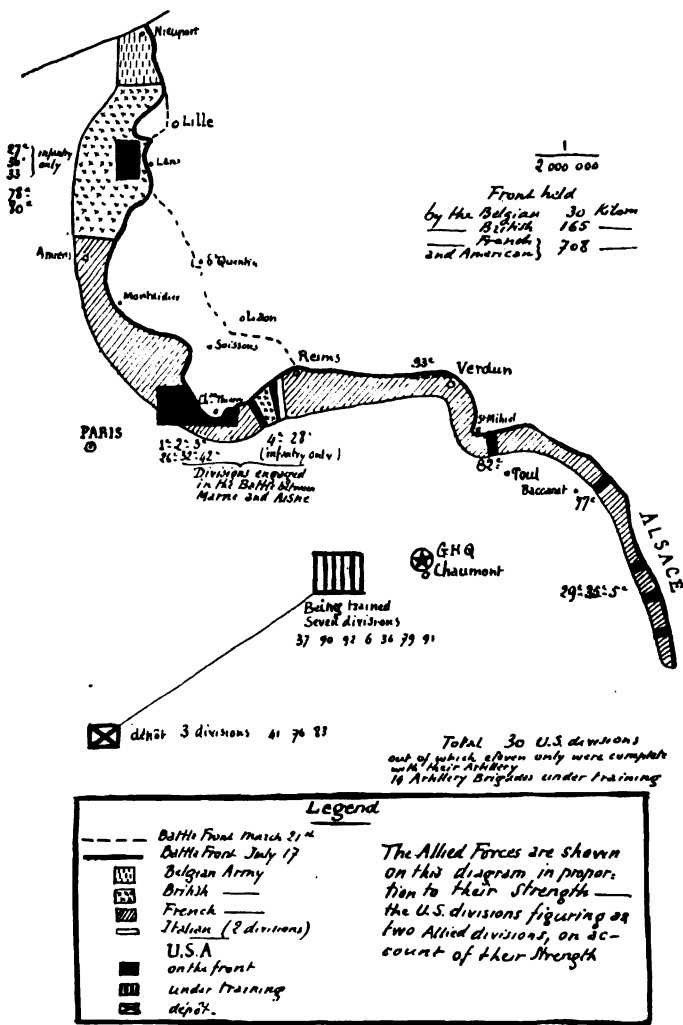 Nieuport
Lille
Lens
27ᵉ
33
infantry
only
78ᵉ
80ᵉ
1
2 000 000
Front held
by the Belgian 30 Kilom
—— British 165 ——
—— French
and American } 708 ——
Amiens
Sᵗ Quentin
Montdidier
Laon
Soissons
Reims
93ᵉ
Verdun
Sᵗ Mihiel
PARIS
1ᵉ-2ᵉ-3ᵉ
26ᵉ-32ᵉ-42ᵉ
4ᵉ-28ᵉ
(infantry only)
Divisions engaged
in the Battle between
Marne and Aisne
82ᵉ
Toul
Baccarat
77ᵉ
ALSACE
GHQ
Chaumont
29ᵉ-35ᵉ-5ᵉ
Being trained
Seven divisions
37 90 92 6 36 79 91
dépôt 3 divisions 41 76 83
Total 30 U.S. divisions
out of which eleven only were complete
with their Artillery
Artillery Brigades under training
Legend
Battle Front March 21ˢᵗ
Battle Front July 17
Belgian Army
British ——
French ——
Italian (2 divisions)
U.S.A
on the front
under training
dépôt.
The Allied Forces are shown
on this diagram in propor-
tion to their strength ——
the U.S. divisions figuring as
two Allied divisions, on ac-
count of their strength